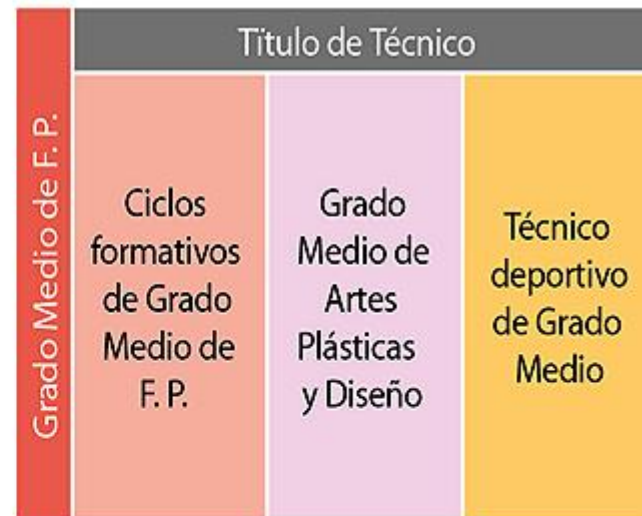 Título de Técnico
Grado Medio de F. P.
Ciclos
formativos
de Grado
Medio de
F. P.
Grado
Medio de
Artes
Plásticas
y Diseño
Técnico
deportivo
de Grado
Medio